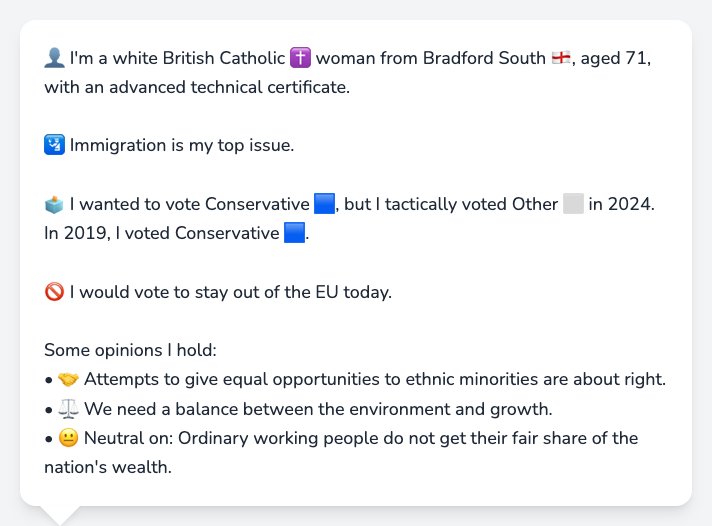 👤 I'm a white British Catholic ✝️ woman from Bradford South 🏴󠁧󠁢󠁥󠁮󠁧󠁿, aged 71,
with an advanced technical certificate.
🛂 Immigration is my top issue.
🗳️ I wanted to vote Conservative 🟦, but I tactically voted Other ⬜ in 2024.
In 2019, I voted Conservative 🟦.
🚫 I would vote to stay out of the EU today.
Some opinions I hold:
• 🤝 Attempts to give equal opportunities to ethnic minorities are about right.
• ⚖️ We need a balance between the environment and growth.
• 😐 Neutral on: Ordinary working people do not get their fair share of the
nation's wealth.